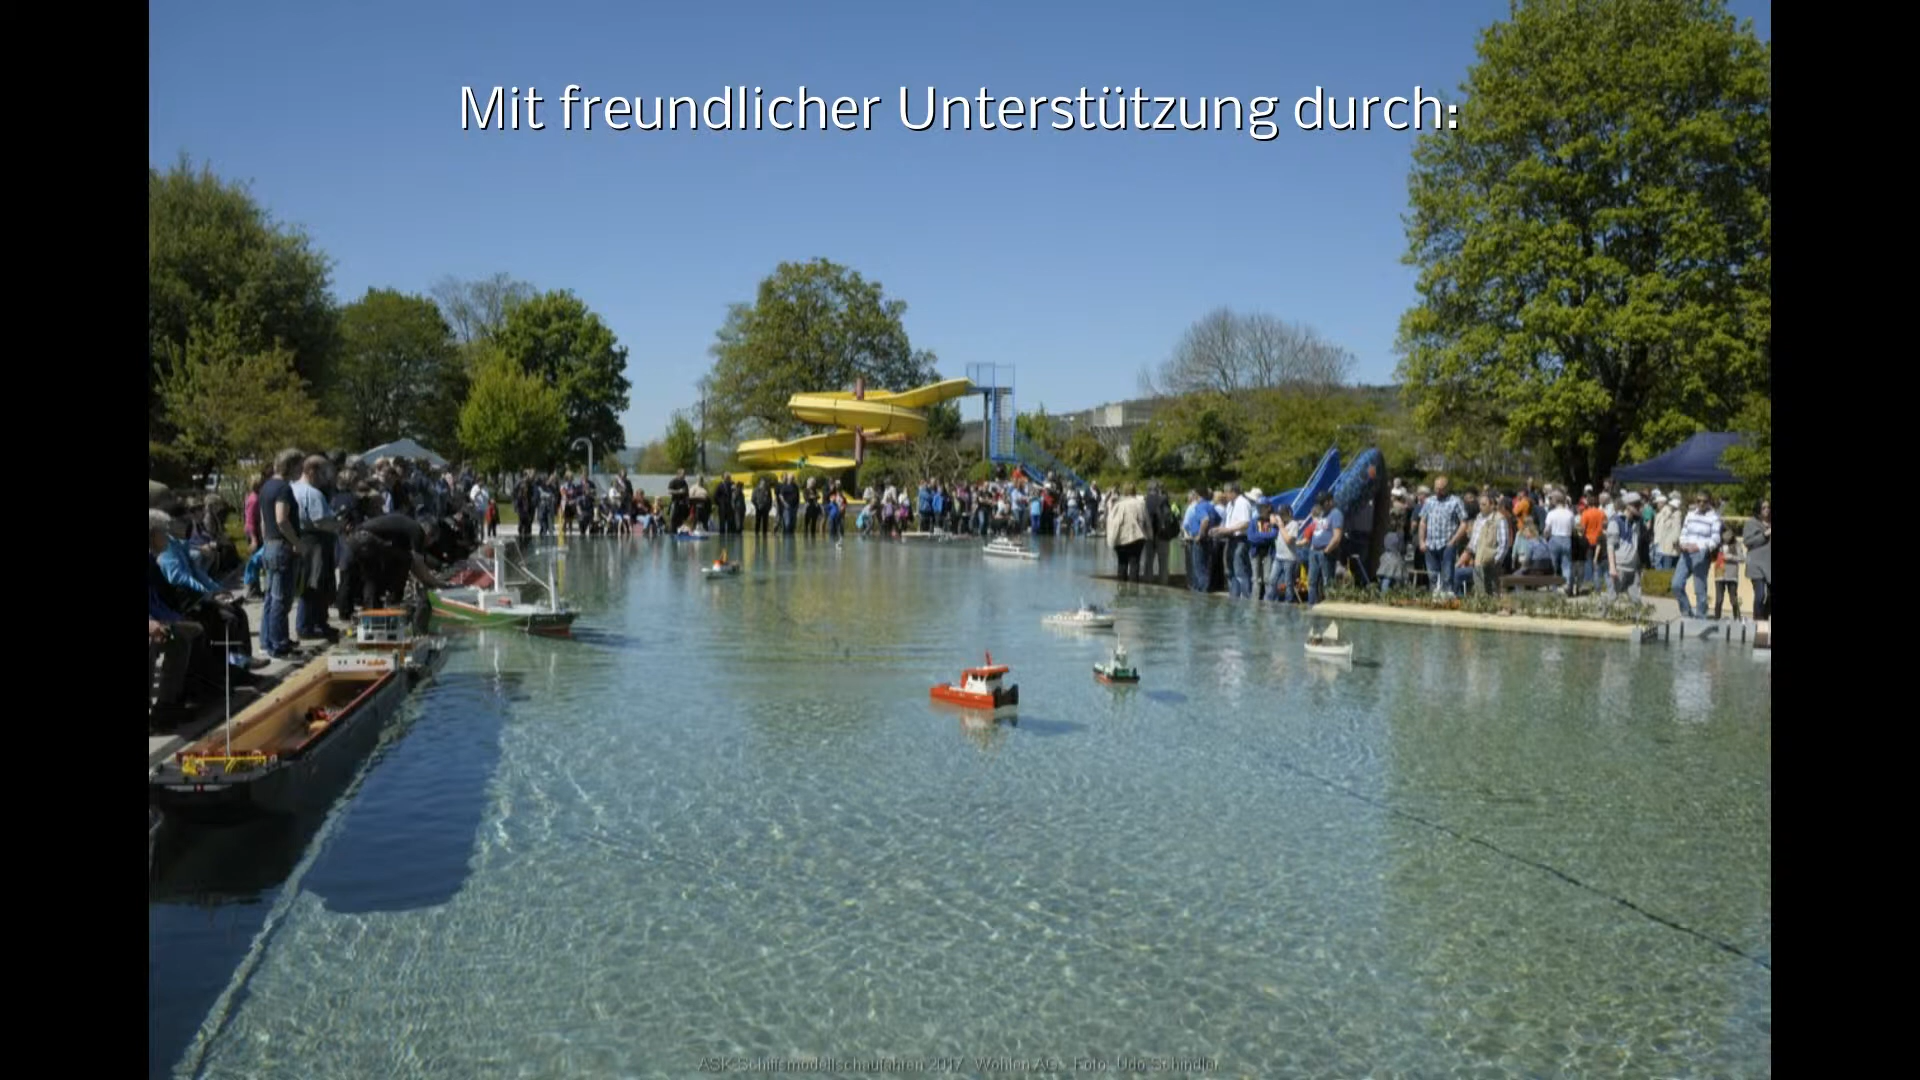 Mit freundlicher Unterstützung durch:
ASK-Schiffsmodellschaufahren 2017 Wohlen AG - Foto: Udo Schindler